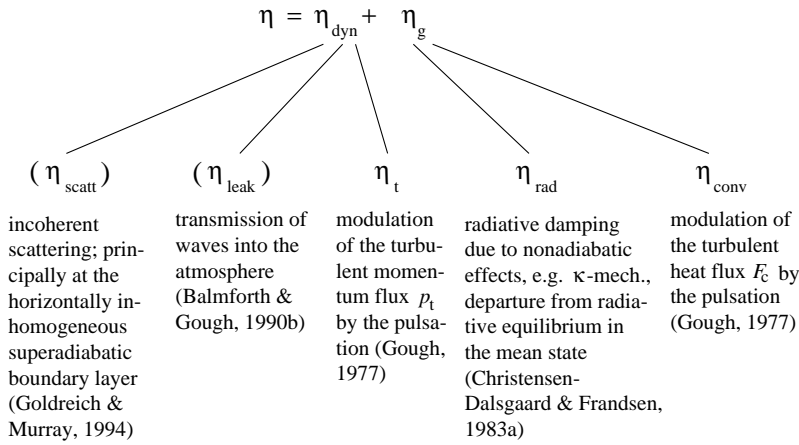 η = η_dyn + η_g
(η_scatt)
incoherent
scattering; prin-
cipally at the
horizontally in-
homogeneous
superadiabatic
boundary layer
(Goldreich &
Murray, 1994)
(η_leak)
transmission of
waves into the
atmosphere
(Balmforth &
Gough, 1990b)
η_t
modulation
of the turbu-
lent momen-
tum flux p_t
by the pulsa-
tion (Gough,
1977)
η_rad
radiative damping
due to nonadiabatic
effects, e.g. κ-mech.,
departure from radia-
tive equilibrium in
the mean state
(Christensen-
Dalsgaard & Frandsen,
1983a)
η_conv
modulation of
the turbulent
heat flux F_c by
the pulsation
(Gough, 1977)